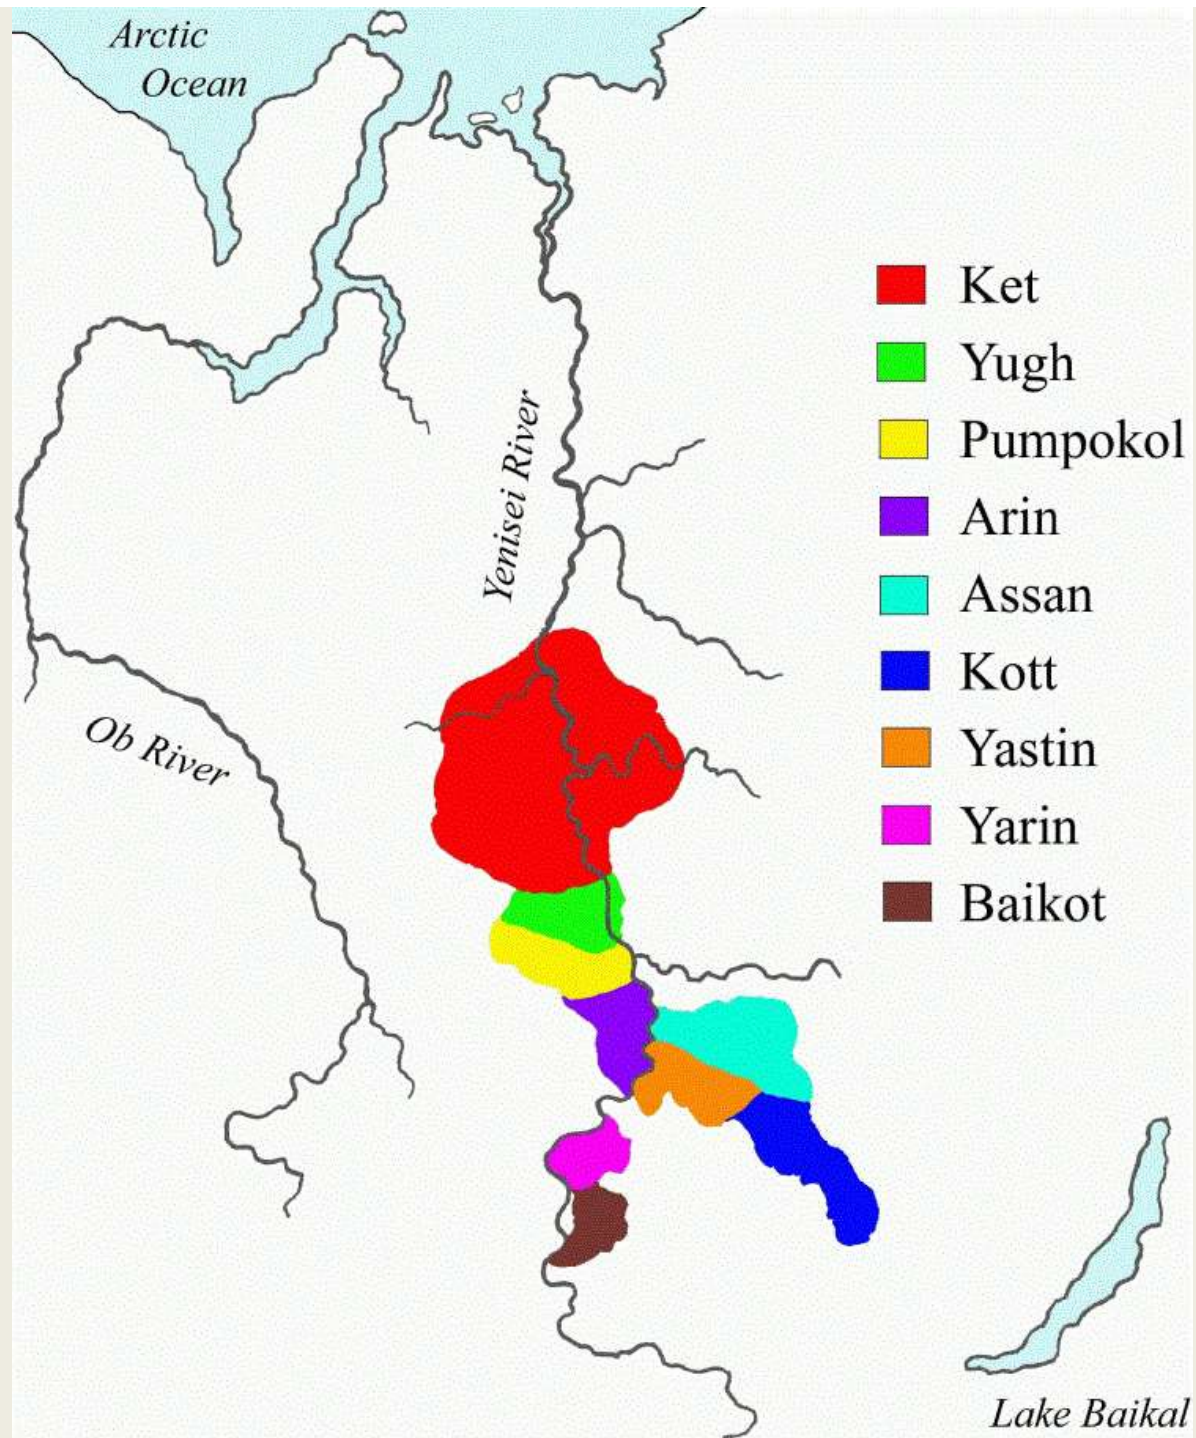 Arctic
Ocean
Ket
Yugh
Pumpokol
Yenisei River
Arin
Assan
Kott
Ob River
Yastin
Yarin
Baikot
Lake Baikal